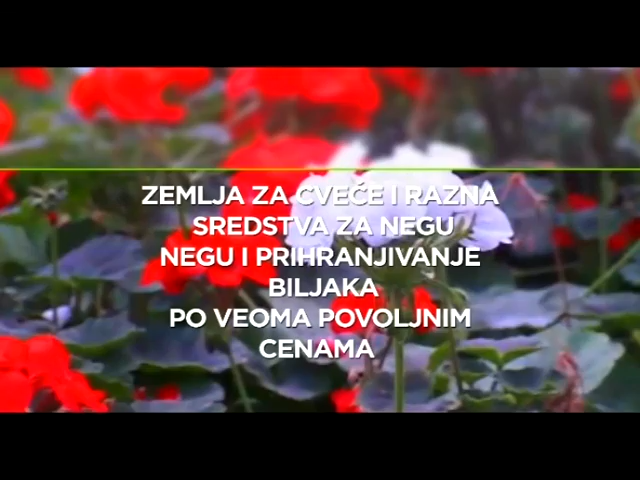 ZEMLJA ZA CVEĆE I RAZNA
SREDSTVA ZA NEGU
NEGU I PRIHRANJIVANJE
BILJAKA
PO VEOMA POVOLJNIM
CENAMA